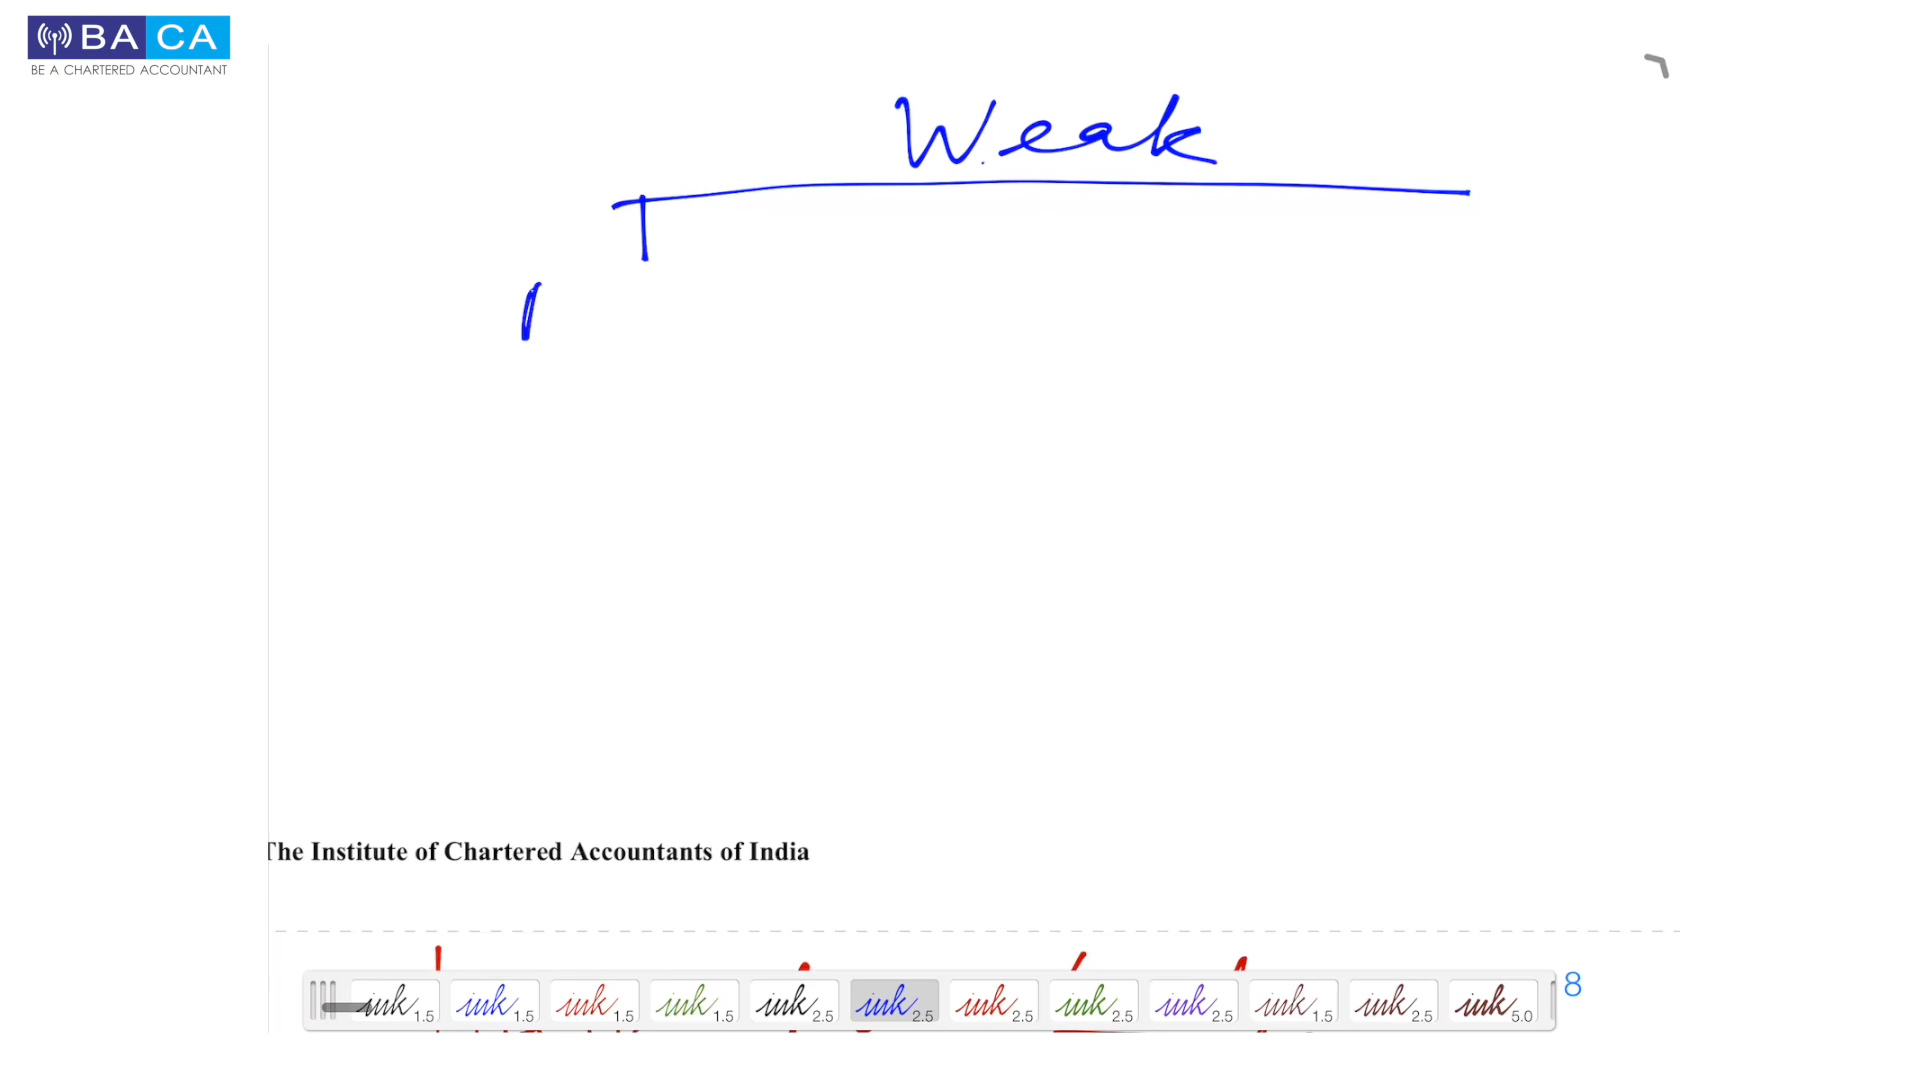 BA CA
BE A CHARTERED ACCOUNTANT
Weak
The Institute of Chartered Accountants of India
ink 1.5 ink 1.5 ink 1.5 ink 1.5 ink 2.5 ink 2.5 ink 2.5 ink 2.5 ink 2.5 ink 1.5 ink 2.5 ink 5.0
8